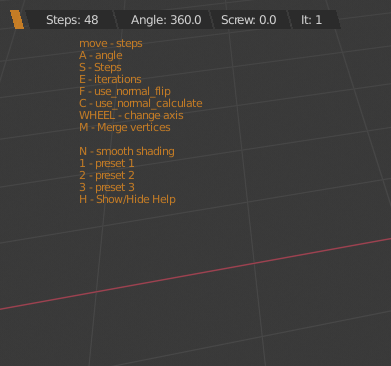 Steps: 48 Angle: 360.0 Screw: 0.0 It: 1
move - steps
A - angle
S - Steps
E - iterations
F - use_normal_flip
C - use_normal_calculate
WHEEL - change axis
M - Merge vertices
N - smooth shading
1 - preset 1
2 - preset 2
3 - preset 3
H - Show/Hide Help